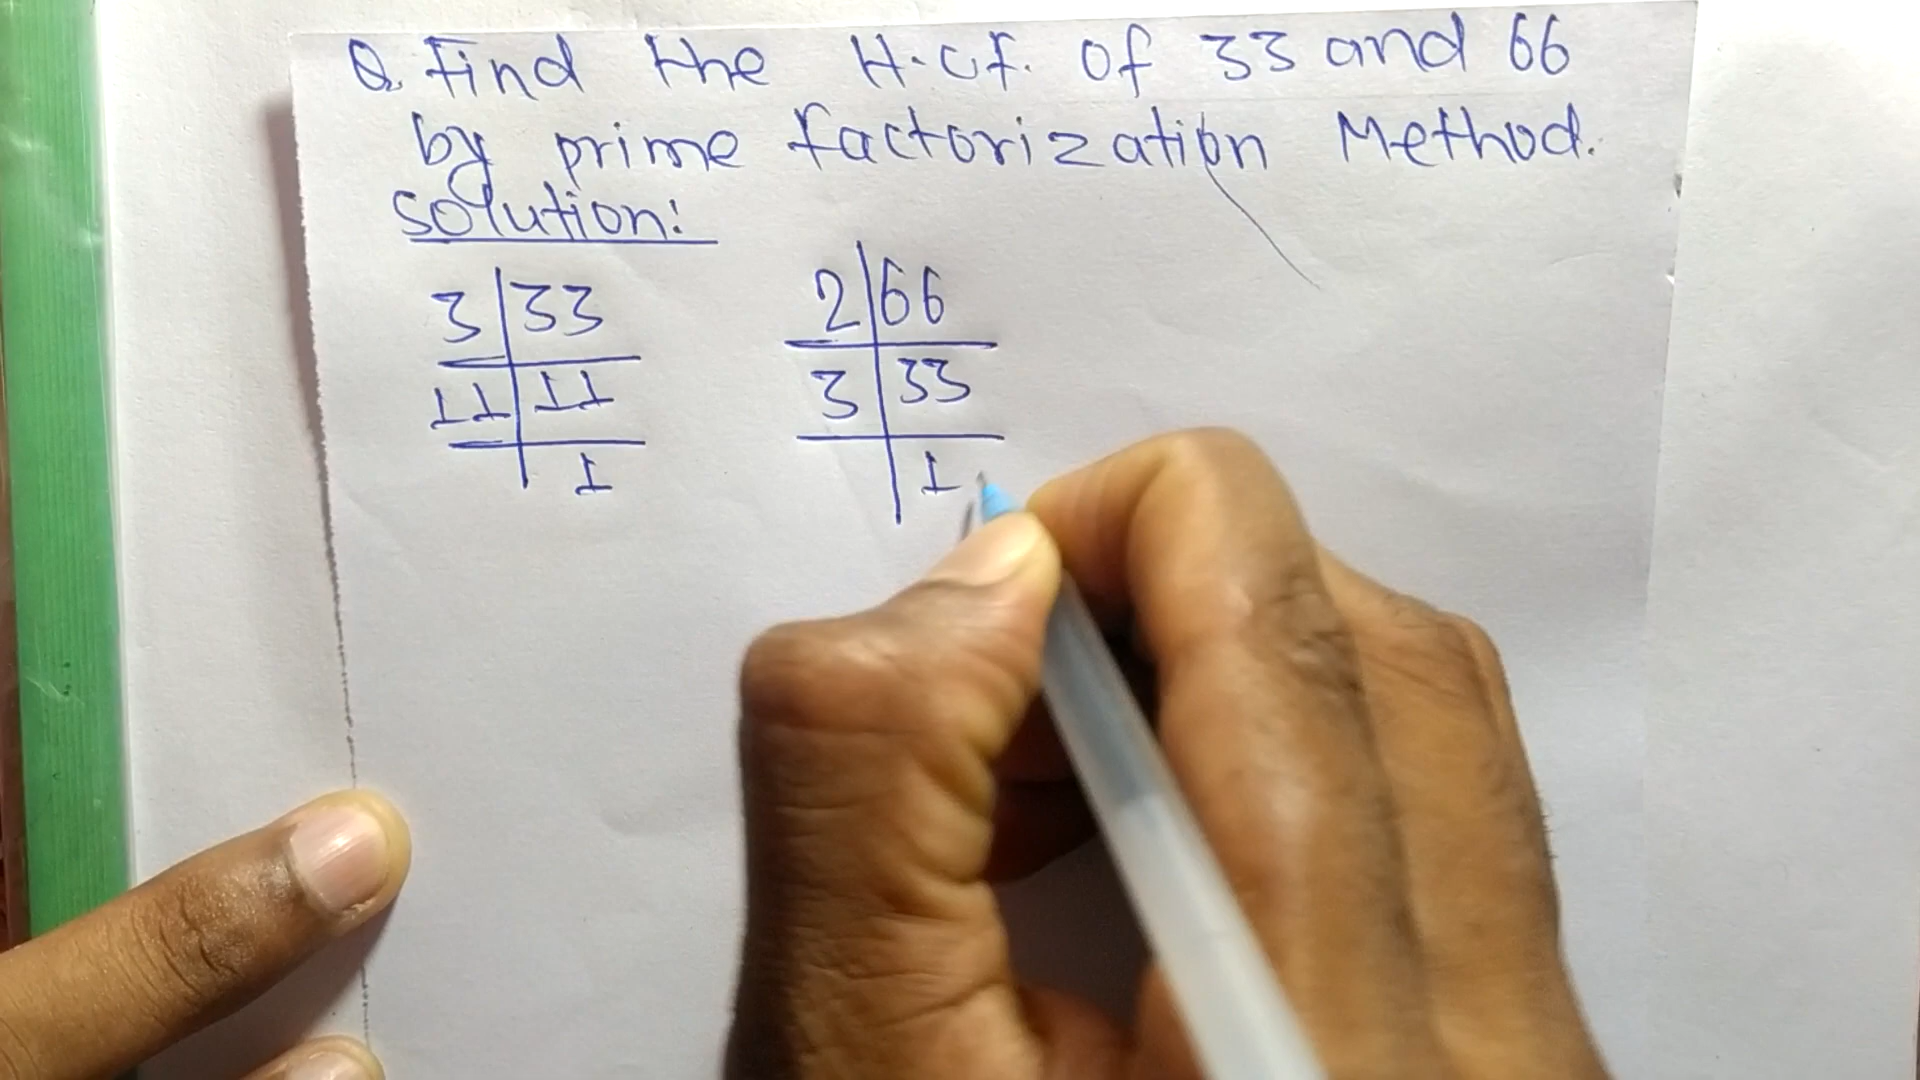 Q. Find the H.C.F. of 33 and 66
by prime factorization Method.
Solution:
3 33
11 11
1
2 66
3 33
1